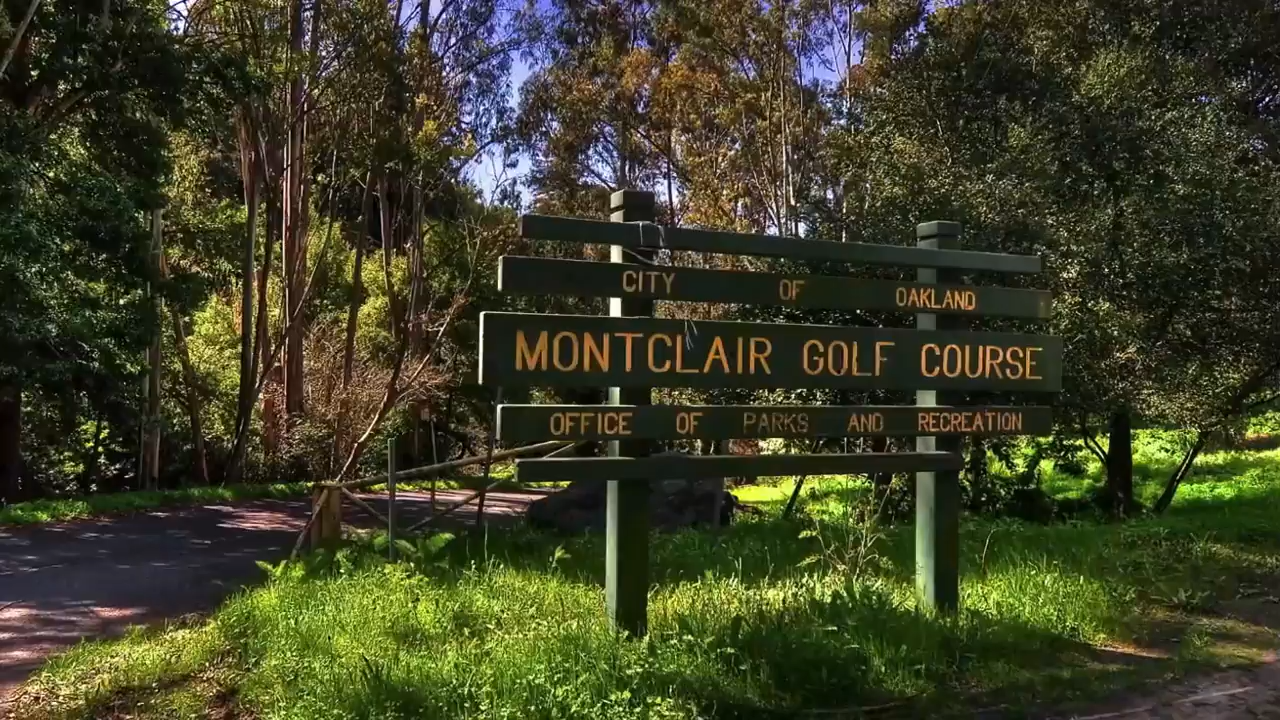 CITY OF OAKLAND
MONTCLAIR GOLF COURSE
OFFICE OF PARKS AND RECREATION